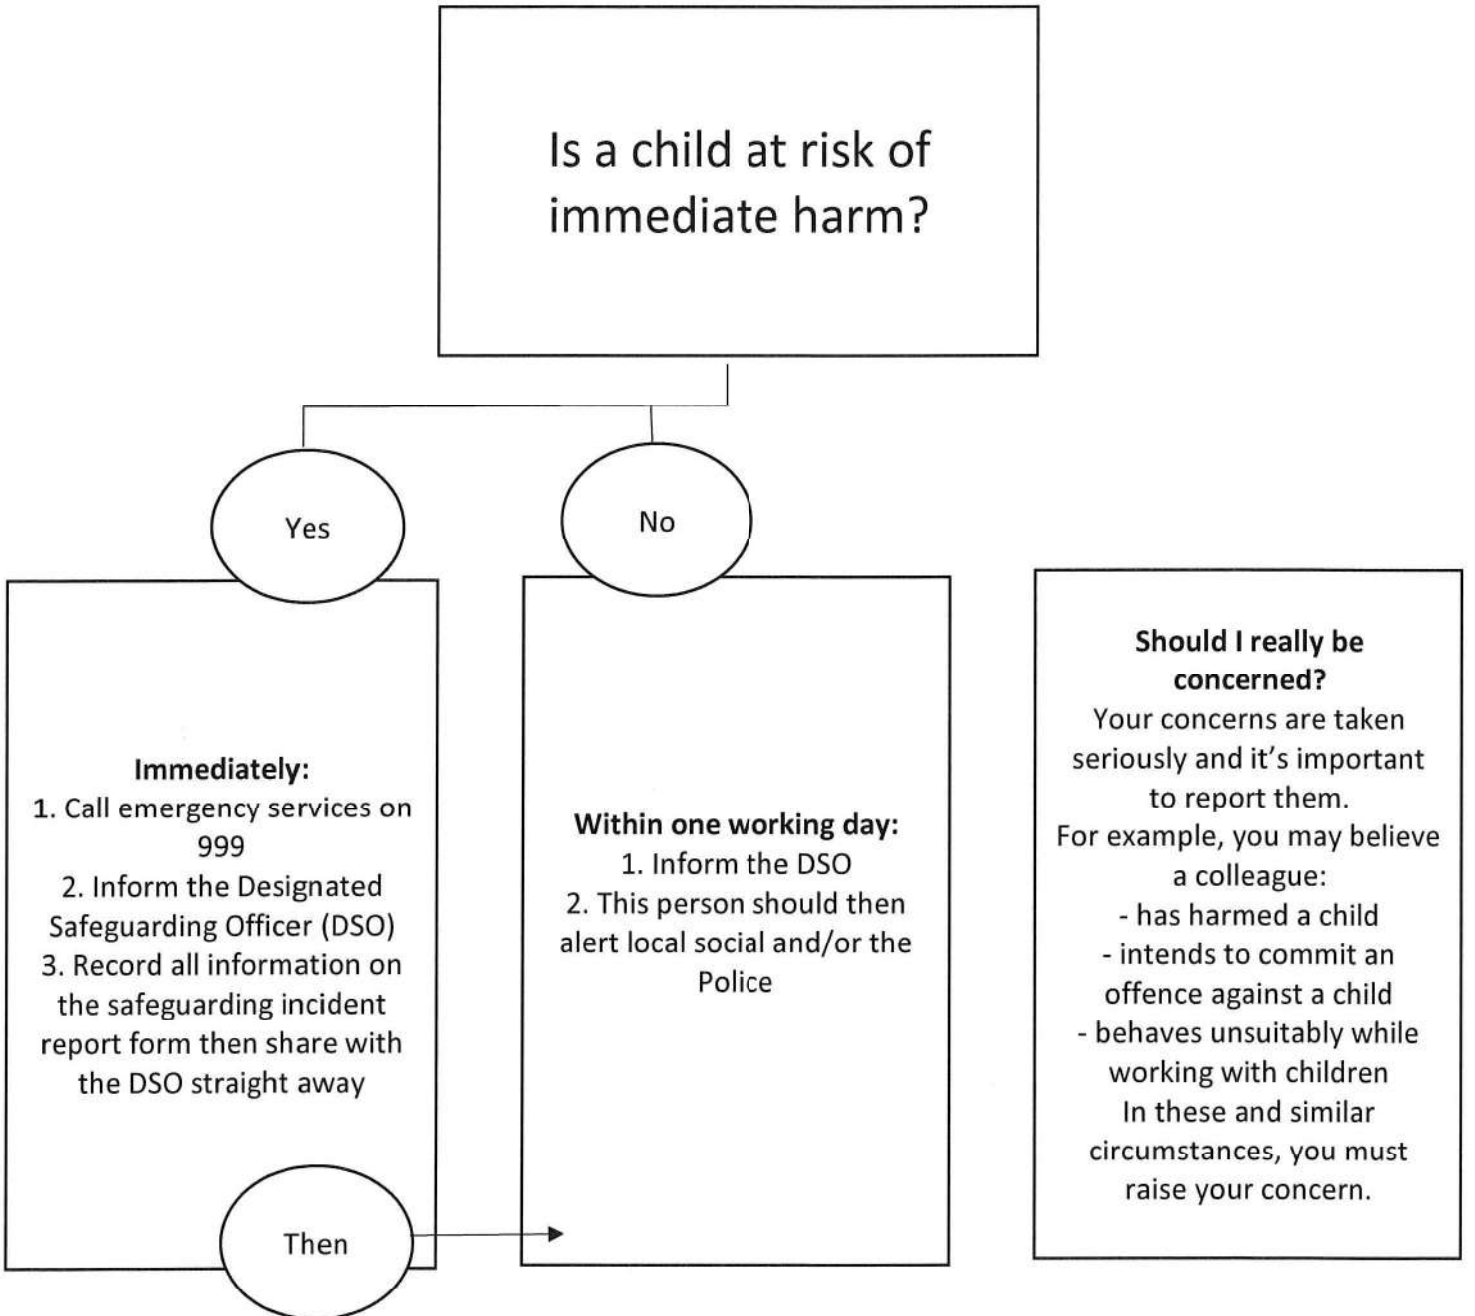 Is a child at risk of
immediate harm?
Yes
No
Immediately:
1. Call emergency services on
999
2. Inform the Designated
Safeguarding Officer (DSO)
3. Record all information on
the safeguarding incident
report form then share with
the DSO straight away
Then
Within one working day:
1. Inform the DSO
2. This person should then
alert local social and/or the
Police
Should I really be
concerned?
Your concerns are taken
seriously and it's important
to report them.
For example, you may believe
a colleague:
- has harmed a child
- intends to commit an
offence against a child
- behaves unsuitably while
working with children
In these and similar
circumstances, you must
raise your concern.